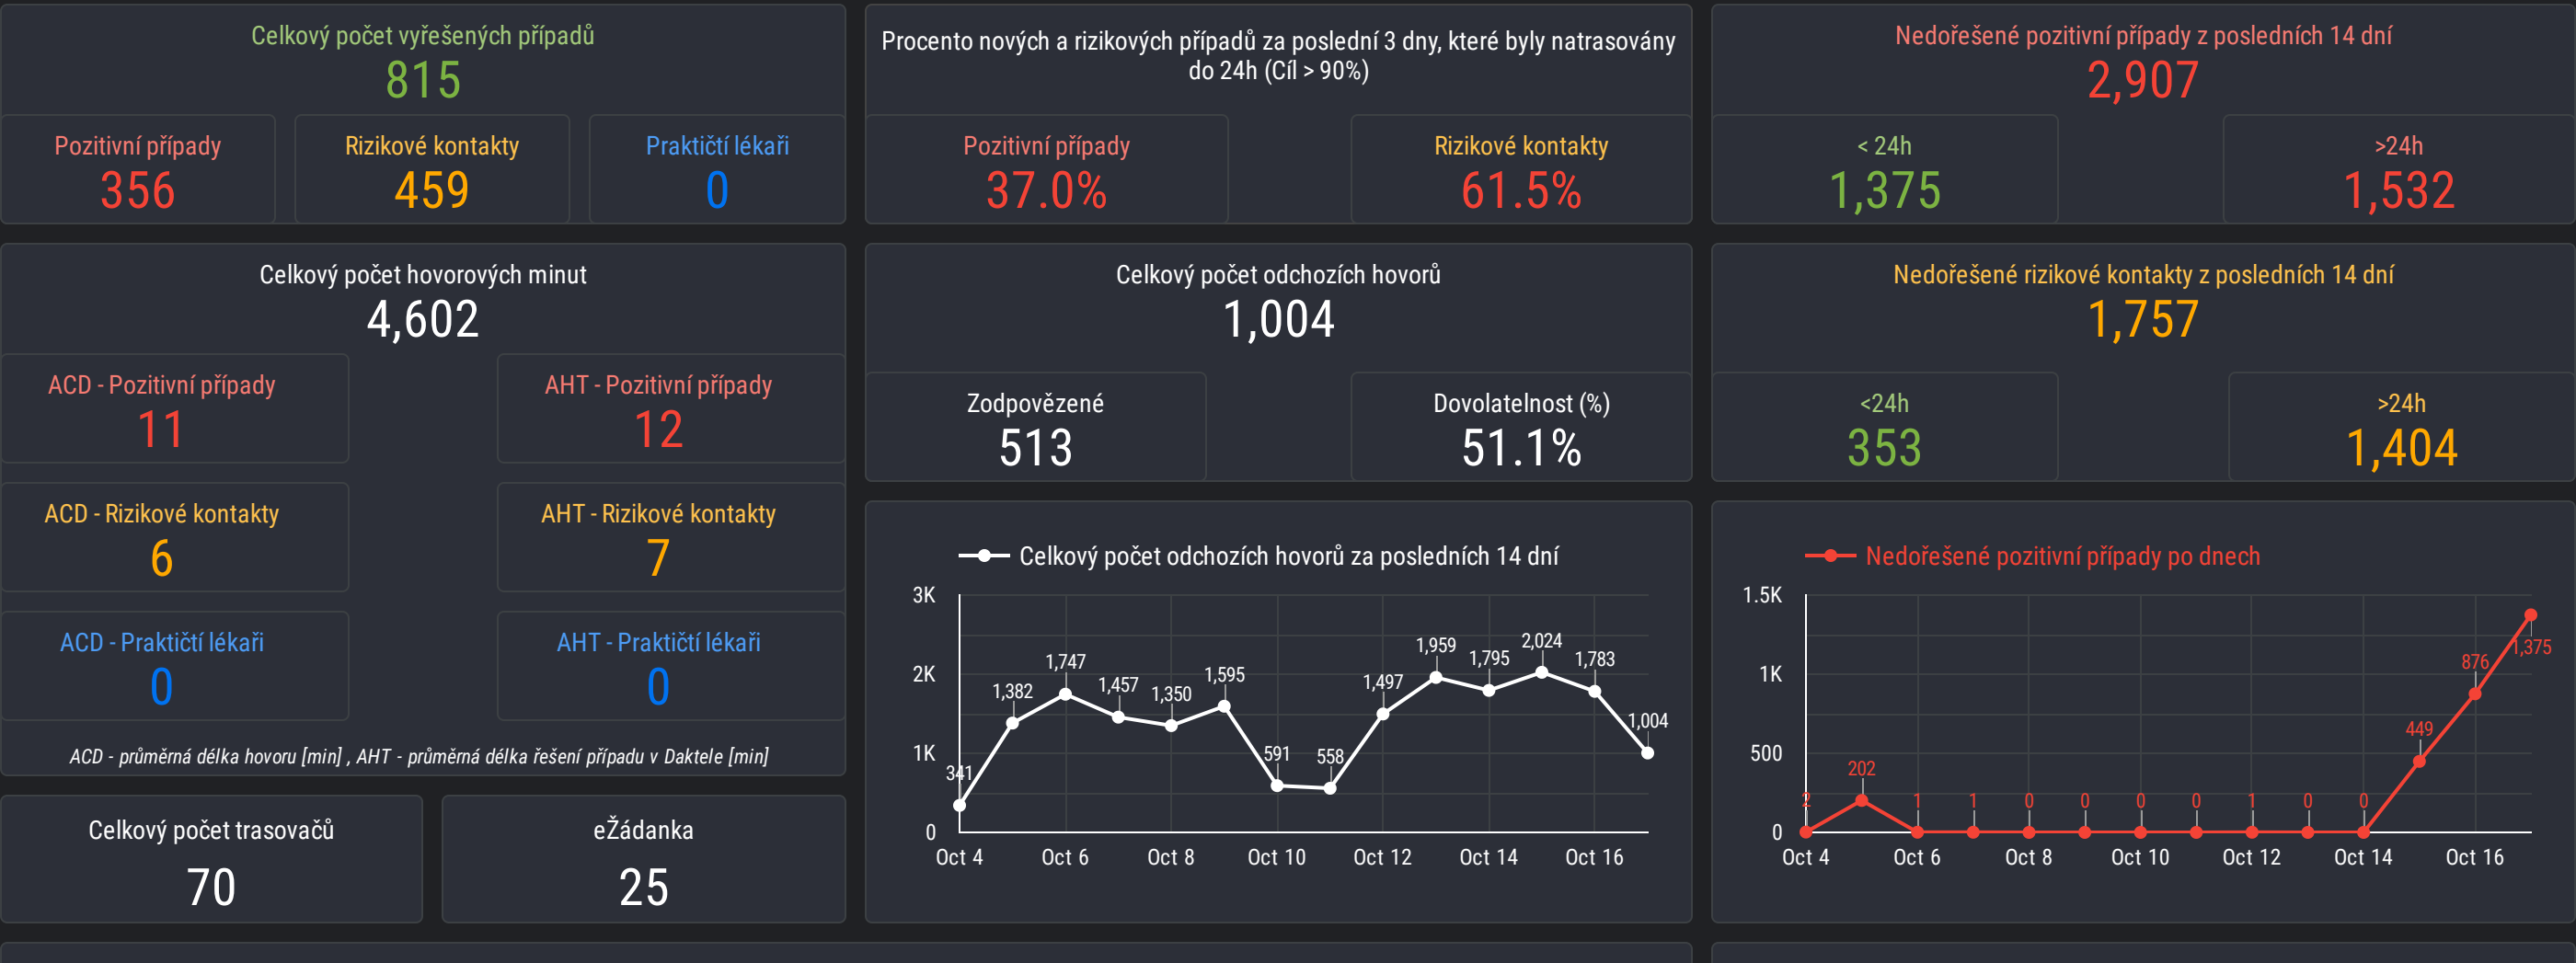 Celkový počet vyřešených případů
815
Pozitivní případy
356
Rizikové kontakty
459
Praktičtí lékaři
0
Procento nových a rizikových případů za poslední 3 dny, které byly natrasovány
do 24h (Cíl > 90%)
Pozitivní případy
37.0%
Rizikové kontakty
61.5%
Nedořešené pozitivní případy z posledních 14 dní
2,907
< 24h
1,375
>24h
1,532
Celkový počet hovorových minut
4,602
ACD - Pozitivní případy
11
AHT - Pozitivní případy
12
ACD - Rizikové kontakty
6
AHT - Rizikové kontakty
7
ACD - Praktičtí lékaři
0
AHT - Praktičtí lékaři
0
ACD - průměrná délka hovoru [min] , AHT - průměrná délka řešení případu v Daktele [min]
Celkový počet trasovačů
70
eŽádanka
25
Celkový počet odchozích hovorů
1,004
Zodpovězené
513
Dovolatelnost (%)
51.1%
Nedořešené rizikové kontakty z posledních 14 dní
1,757
<24h
353
>24h
1,404
Celkový počet odchozích hovorů za posledních 14 dní
3K
2K
1K
0
341
1,382
1,747
1,457
1,350
1,595
591
558
1,497
1,959
1,795
2,024
1,783
1,004
Oct 4
Oct 6
Oct 8
Oct 10
Oct 12
Oct 14
Oct 16
Nedořešené pozitivní případy po dnech
1.5K
1K
500
0
2
202
1
1
0
0
0
0
1
0
0
449
876
1,375
Oct 4
Oct 6
Oct 8
Oct 10
Oct 12
Oct 14
Oct 16